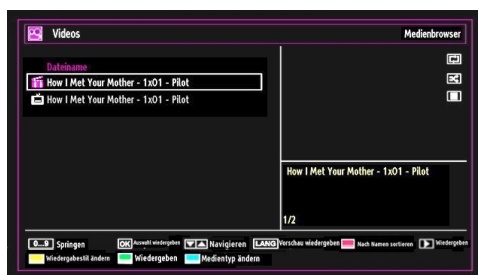 Videos Medienbrowser
Dateiname
How I Met Your Mother - 1x01 - Pilot
How I Met Your Mother - 1x01 - Pilot
How I Met Your Mother - 1x01 - Pilot
1/2
0...9 Springen OK Auswahl wiedergeben Navigieren LANG Vorschau wiedergeben Nach Namen sortieren Wiedergeben
Wiedergabestil ändern Wiedergeben Medientyp ändern